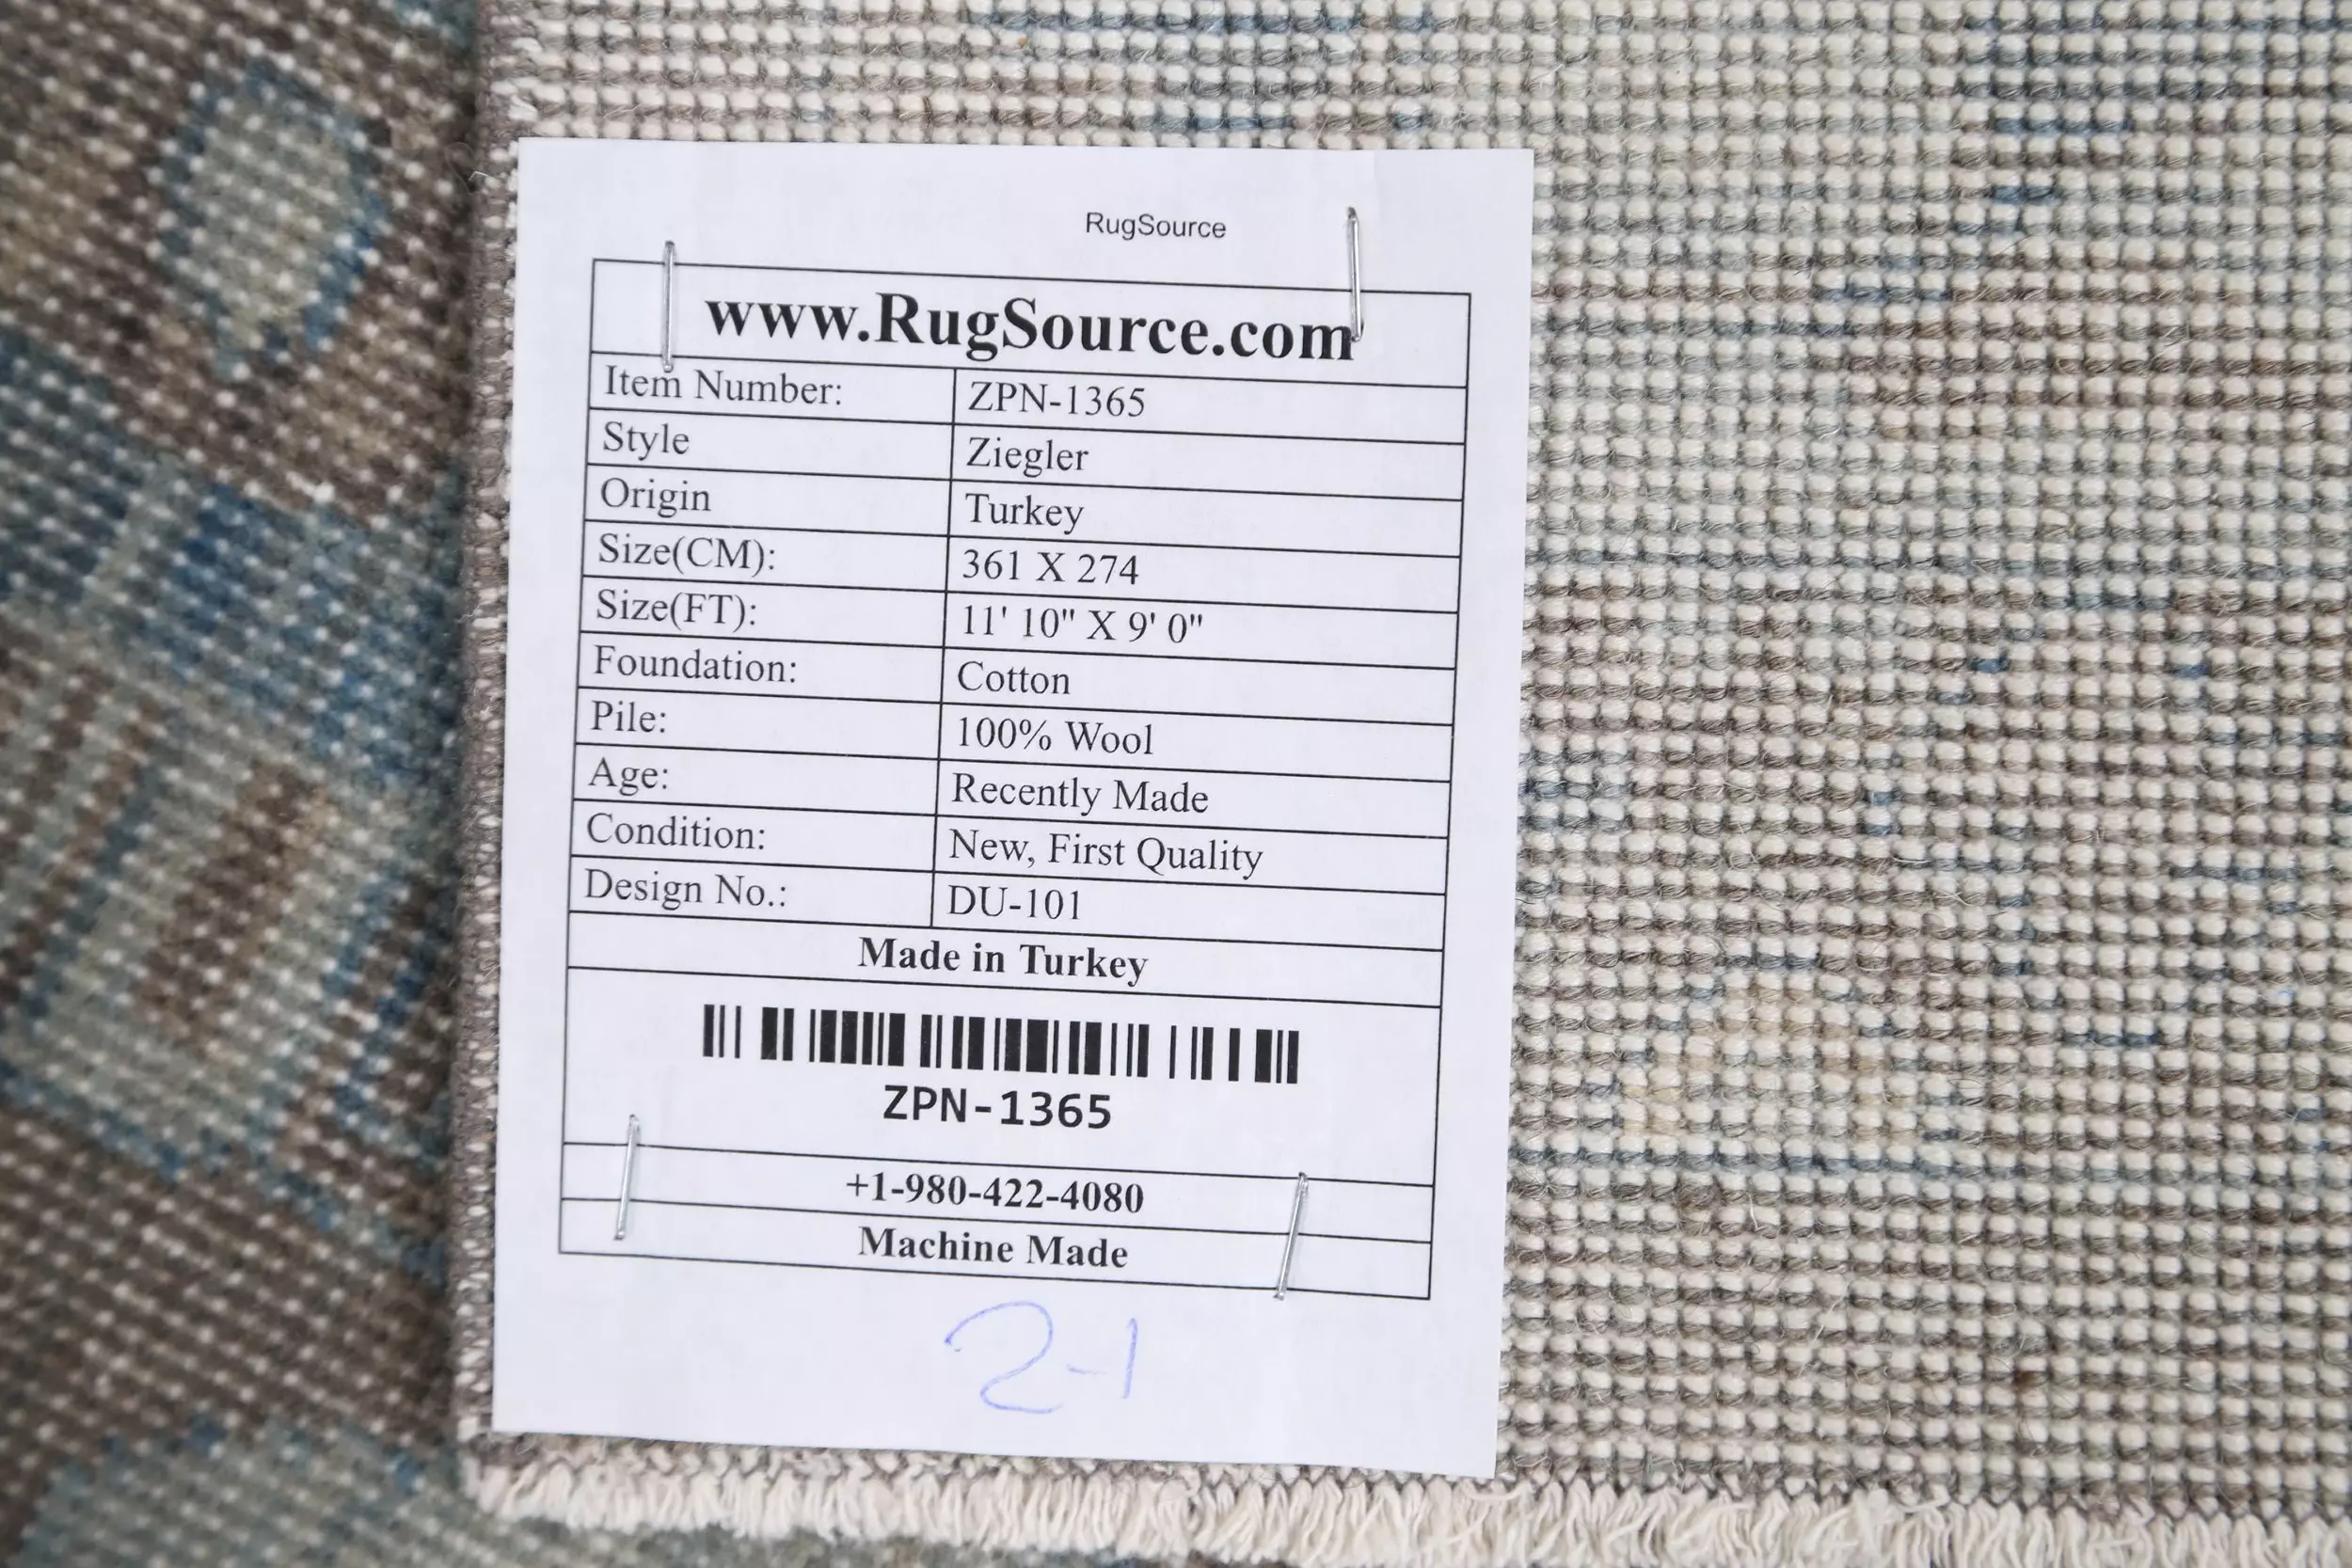 RugSource
www.RugSource.com
Item Number: ZPN-1365
Style Ziegler
Origin Turkey
Size(CM): 361 X 274
Size(FT): 11' 10" X 9' 0"
Foundation: Cotton
Pile: 100% Wool
Age: Recently Made
Condition: New, First Quality
Design No.: DU-101
Made in Turkey
ZPN-1365
+1-980-422-4080
Machine Made
2-1